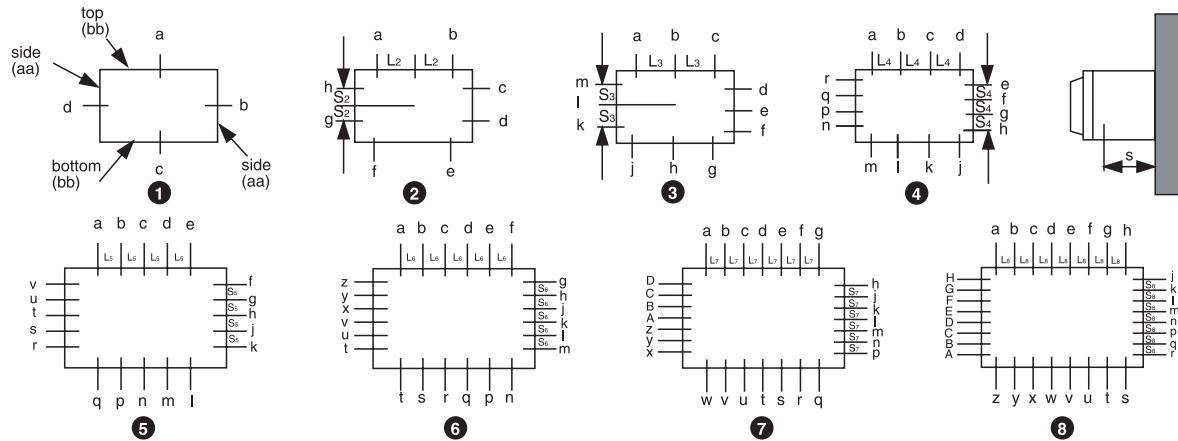 top
(bb)
a
side
(aa)
d
b
bottom
(bb)
c
side
(aa)
1
a b
L2 L2
h
S2
S2
g
c
d
f e
2
a b c
L3 L3
m
S3
l
S3
k
d
e
f
j h g
3
a b c d
L4 L4 L4
r
q
p
n
e
S4
f
S4
g
S4
h
m l k j
4
s
a b c d e
L5 L5 L5 L5
v
u
t
s
r
f
S5
g
S5
h
S5
j
S5
k
q p n m l
5
a b c d e f
L6 L6 L6 L6 L6
z
y
x
v
u
t
g
S6
h
S6
j
S6
k
S6
l
S6
m
t s r q p n
6
a b c d e f g
L7 L7 L7 L7 L7 L7
D
C
B
A
z
y
x
h
S7
j
S7
k
S7
l
S7
m
S7
n
S7
p
w v u t s r q
7
a b c d e f g h
L8 L8 L8 L8 L8 L8 L8
H
G
F
E
D
C
B
A
j
S8
k
S8
l
S8
m
S8
n
S8
p
S8
q
S8
r
z y x w v u t s
8